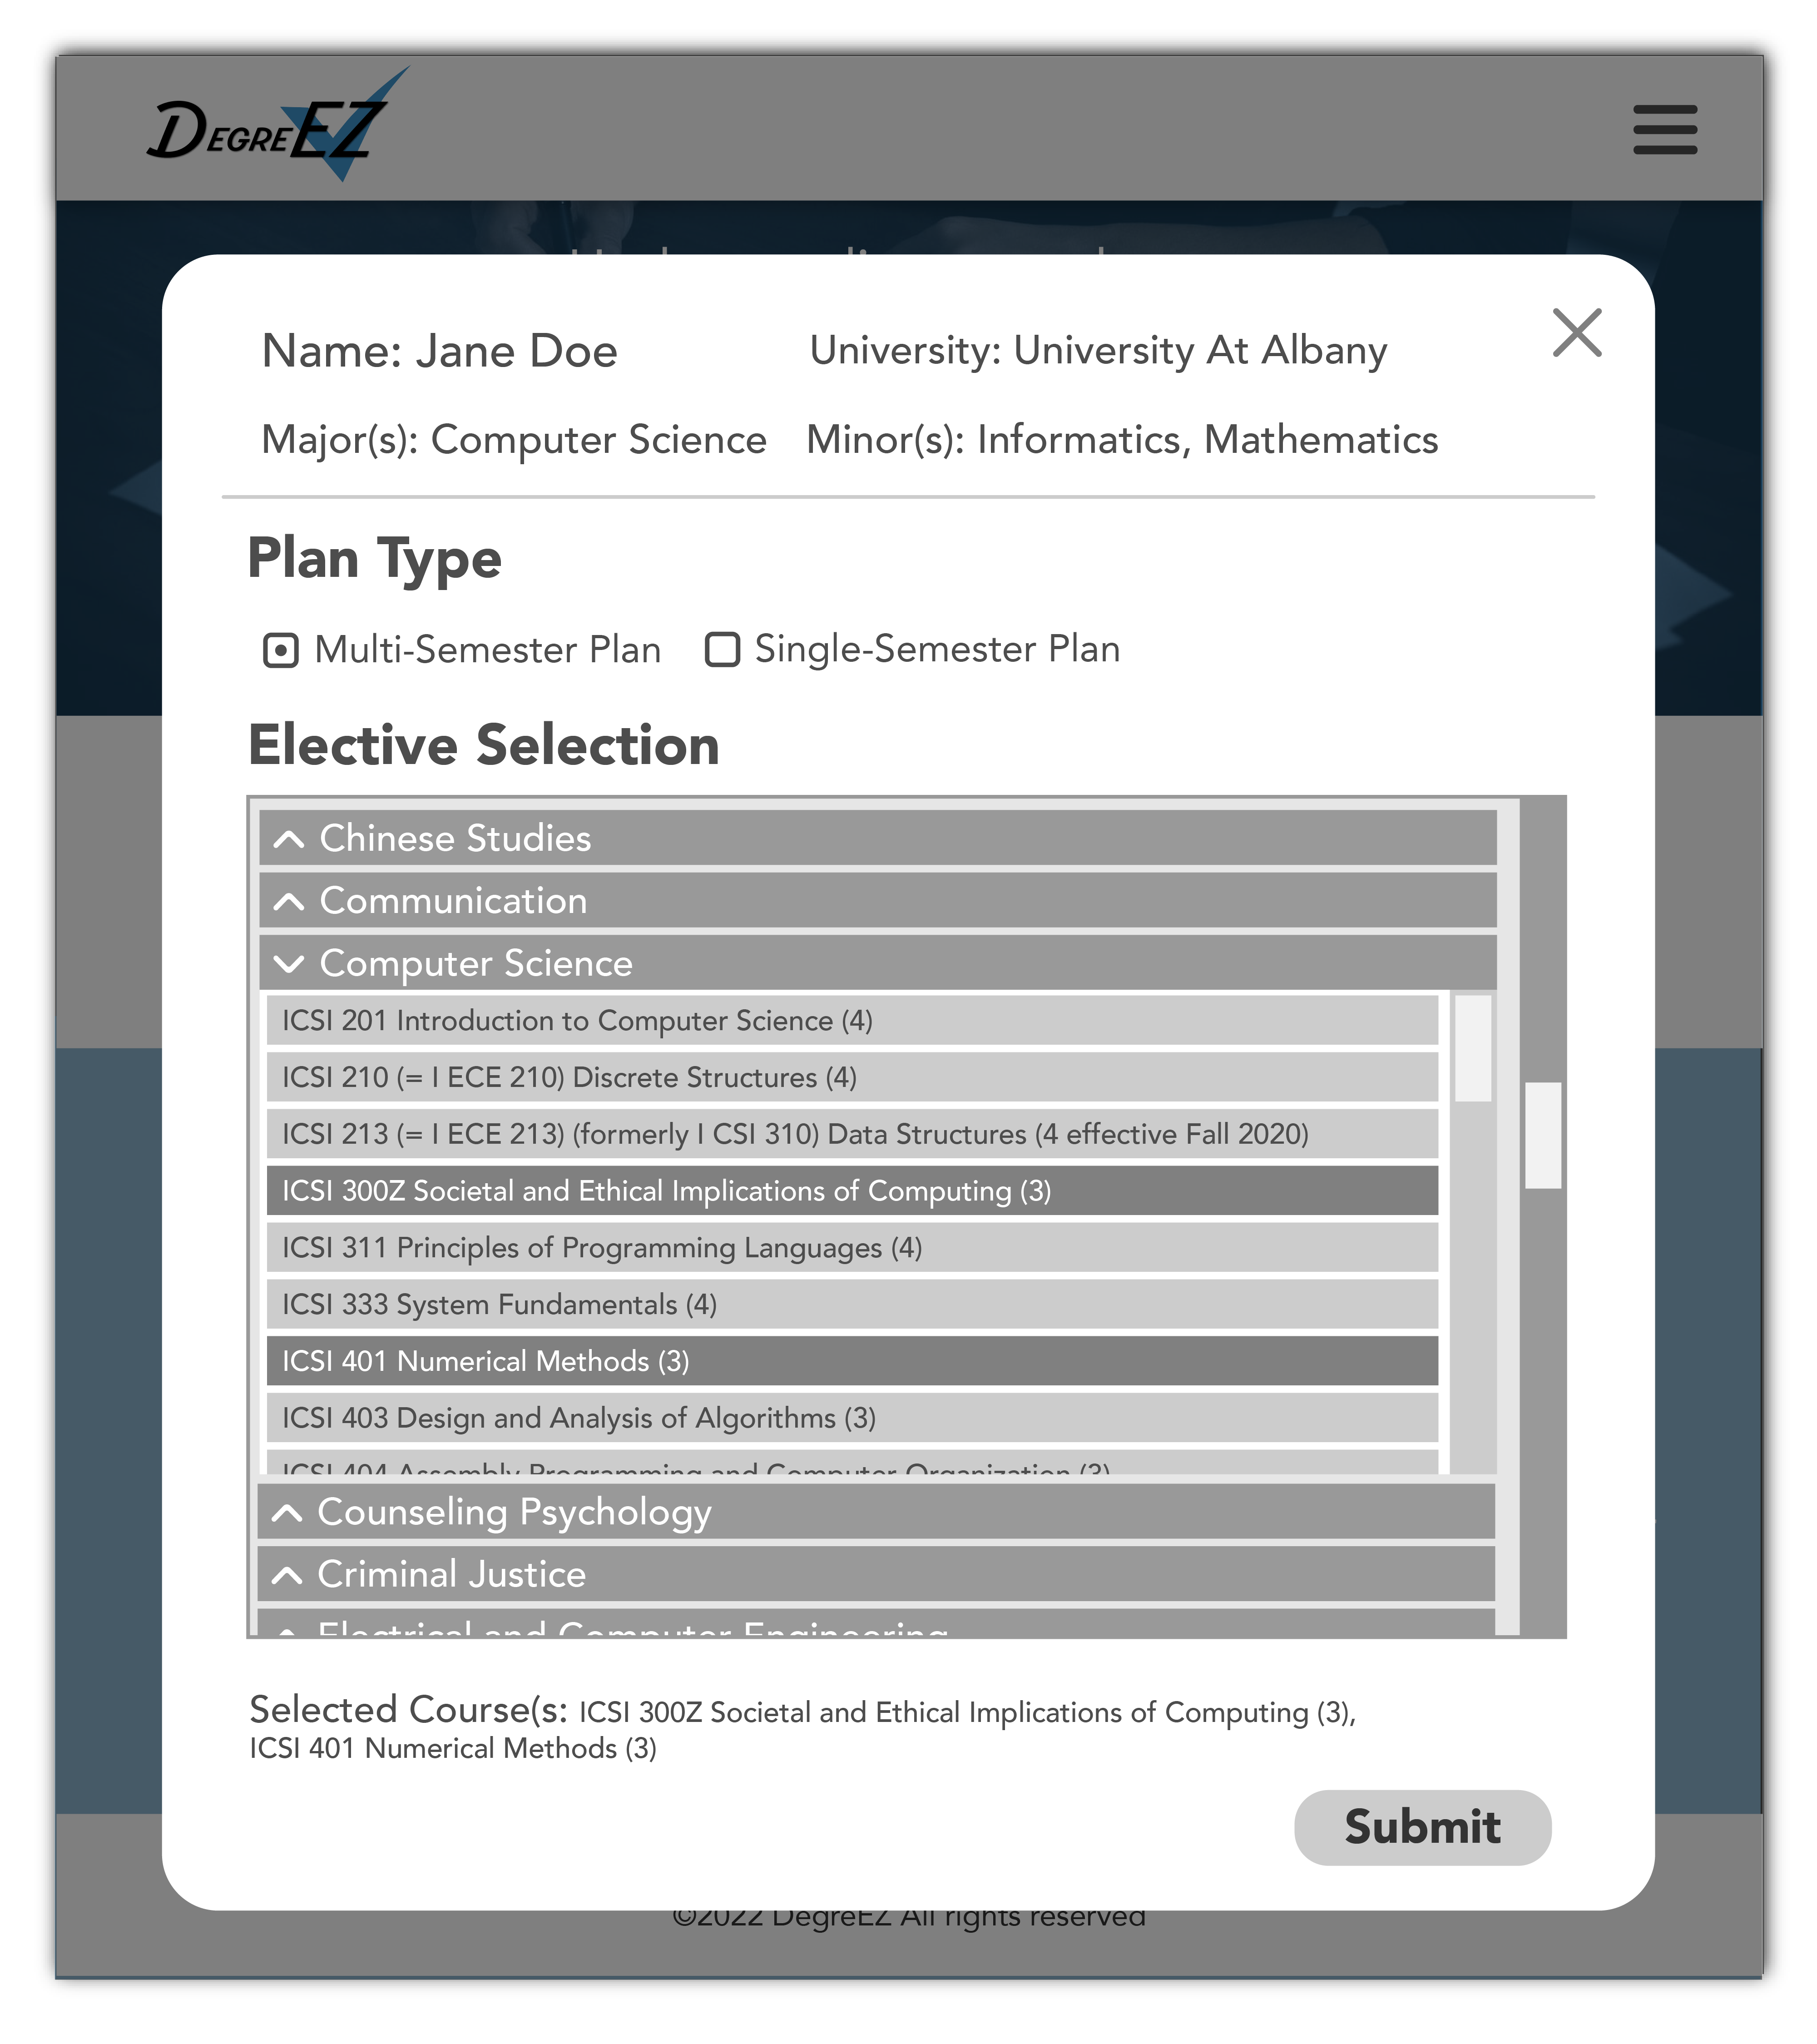 DEGREEZ
Name: Jane Doe
University: University At Albany
Major(s): Computer Science
Minor(s): Informatics, Mathematics
Plan Type
Multi-Semester Plan
Single-Semester Plan
Elective Selection
Chinese Studies
Communication
Computer Science
ICSI 201 Introduction to Computer Science (4)
ICSI 210 (= I ECE 210) Discrete Structures (4)
ICSI 213 (= I ECE 213) (formerly I CSI 310) Data Structures (4 effective Fall 2020)
ICSI 300Z Societal and Ethical Implications of Computing (3)
ICSI 311 Principles of Programming Languages (4)
ICSI 333 System Fundamentals (4)
ICSI 401 Numerical Methods (3)
ICSI 403 Design and Analysis of Algorithms (3)
ICSI 404 Assembly Programming and Computer Organization (3)
Counseling Psychology
Criminal Justice
Electrical and Computer Engineering
Selected Course(s: ICSI 300Z Societal and Ethical Implications of Computing (3),
ICSI 401 Numerical Methods (3)
Submit
©2022 DegreEZ All rights reserved